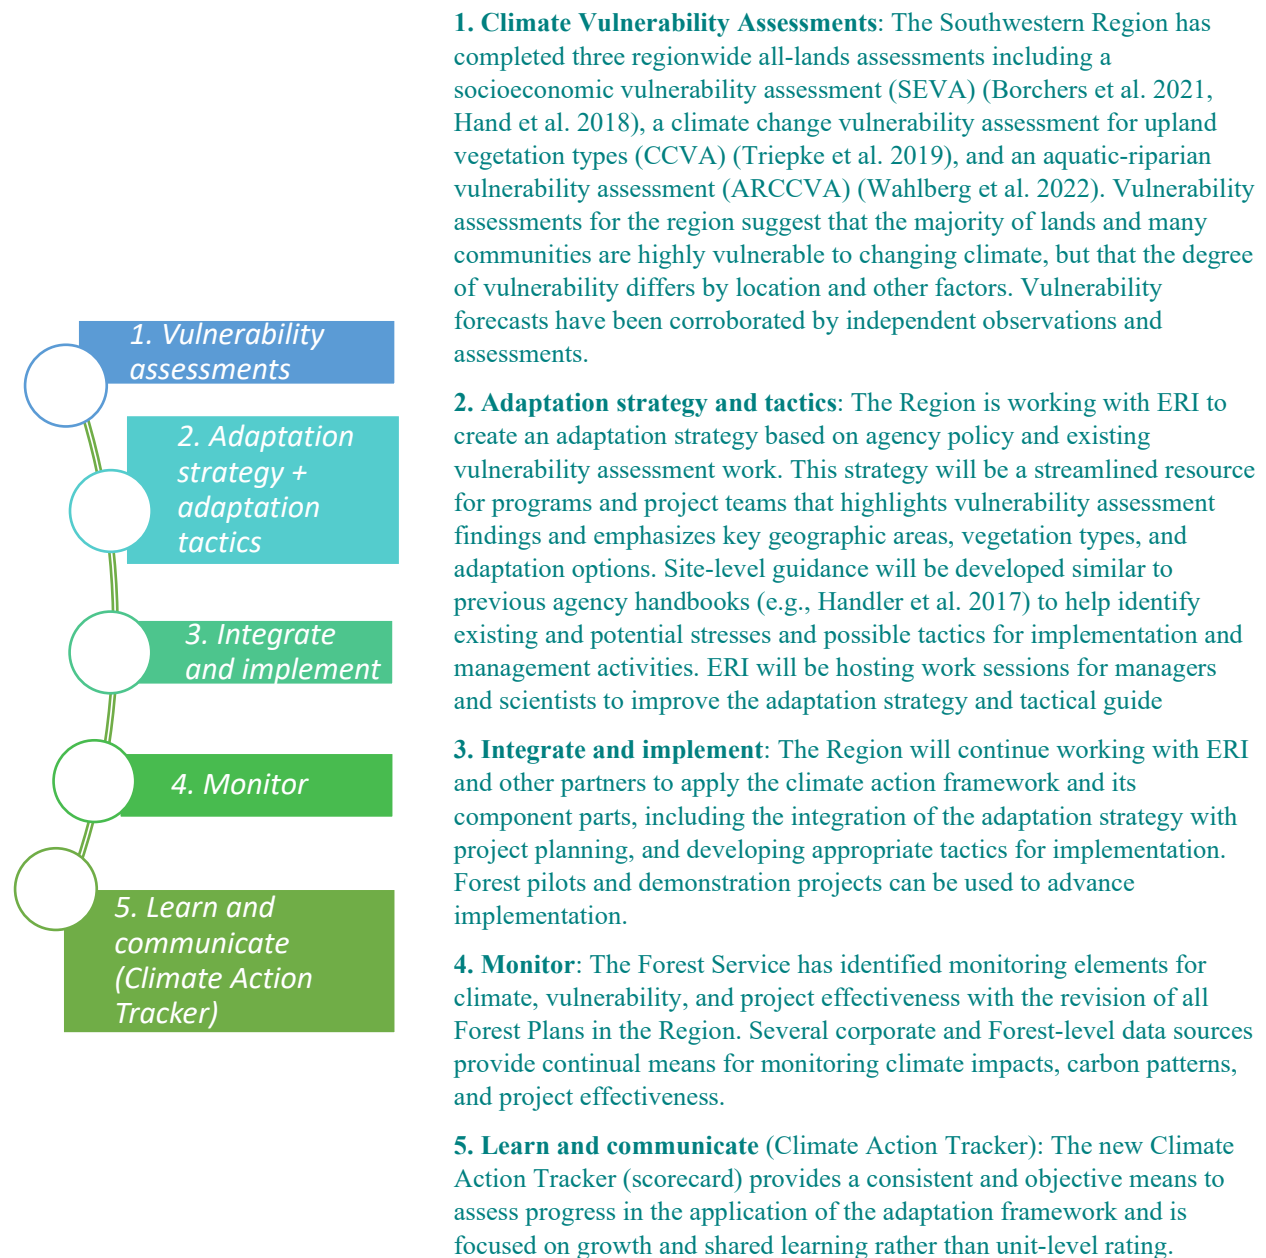 1. Vulnerability
assessments
2. Adaptation
strategy +
adaptation
tactics
3. Integrate
and implement
4. Monitor
5. Learn and
communicate
(Climate Action
Tracker)
1. Climate Vulnerability Assessments: The Southwestern Region has
completed three regionwide all-lands assessments including a
socioeconomic vulnerability assessment (SEVA) (Borchers et al. 2021,
Hand et al. 2018), a climate change vulnerability assessment for upland
vegetation types (CCVA) (Triepke et al. 2019), and an aquatic-riparian
vulnerability assessment (ARCCVA) (Wahlberg et al. 2022). Vulnerability
assessments for the region suggest that the majority of lands and many
communities are highly vulnerable to changing climate, but that the degree
of vulnerability differs by location and other factors. Vulnerability
forecasts have been corroborated by independent observations and
assessments.
2. Adaptation strategy and tactics: The Region is working with ERI to
create an adaptation strategy based on agency policy and existing
vulnerability assessment work. This strategy will be a streamlined resource
for programs and project teams that highlights vulnerability assessment
findings and emphasizes key geographic areas, vegetation types, and
adaptation options. Site-level guidance will be developed similar to
previous agency handbooks (e.g., Handler et al. 2017) to help identify
existing and potential stresses and possible tactics for implementation and
management activities. ERI will be hosting work sessions for managers
and scientists to improve the adaptation strategy and tactical guide
3. Integrate and implement: The Region will continue working with ERI
and other partners to apply the climate action framework and its
component parts, including the integration of the adaptation strategy with
project planning, and developing appropriate tactics for implementation.
Forest pilots and demonstration projects can be used to advance
implementation.
4. Monitor: The Forest Service has identified monitoring elements for
climate, vulnerability, and project effectiveness with the revision of all
Forest Plans in the Region. Several corporate and Forest-level data sources
provide continual means for monitoring climate impacts, carbon patterns,
and project effectiveness.
5. Learn and communicate (Climate Action Tracker): The new Climate
Action Tracker (scorecard) provides a consistent and objective means to
assess progress in the application of the adaptation framework and is
focused on growth and shared learning rather than unit-level rating.